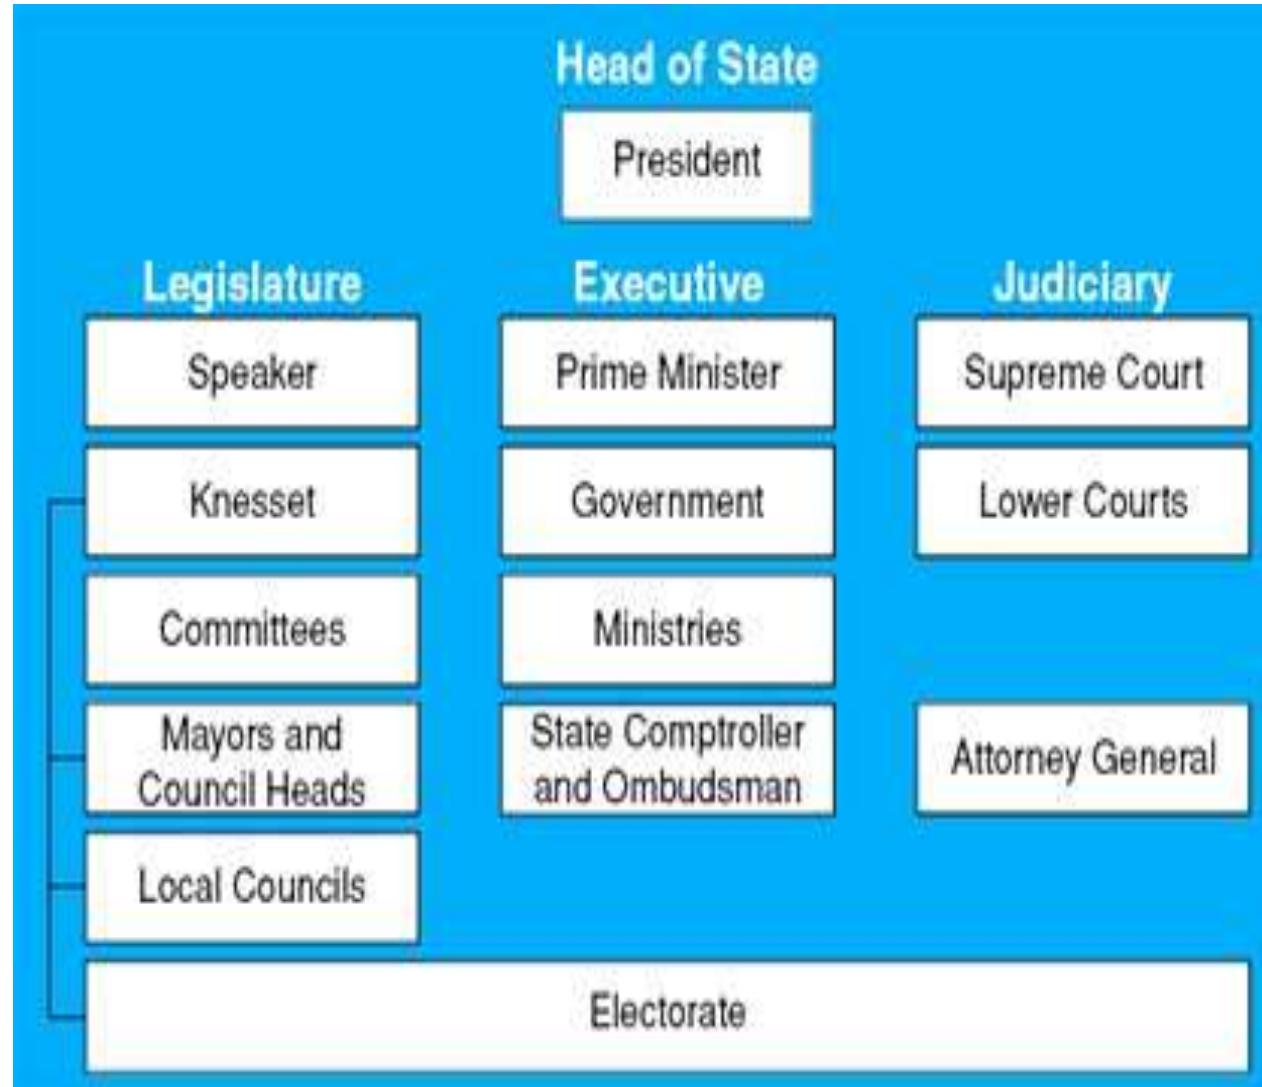 Head of State
President
Legislature
Speaker
Knesset
Committees
Mayors and
Council Heads
Local Councils
Executive
Prime Minister
Government
Ministries
State Comptroller
and Ombudsman
Judiciary
Supreme Court
Lower Courts
Attorney General
Electorate